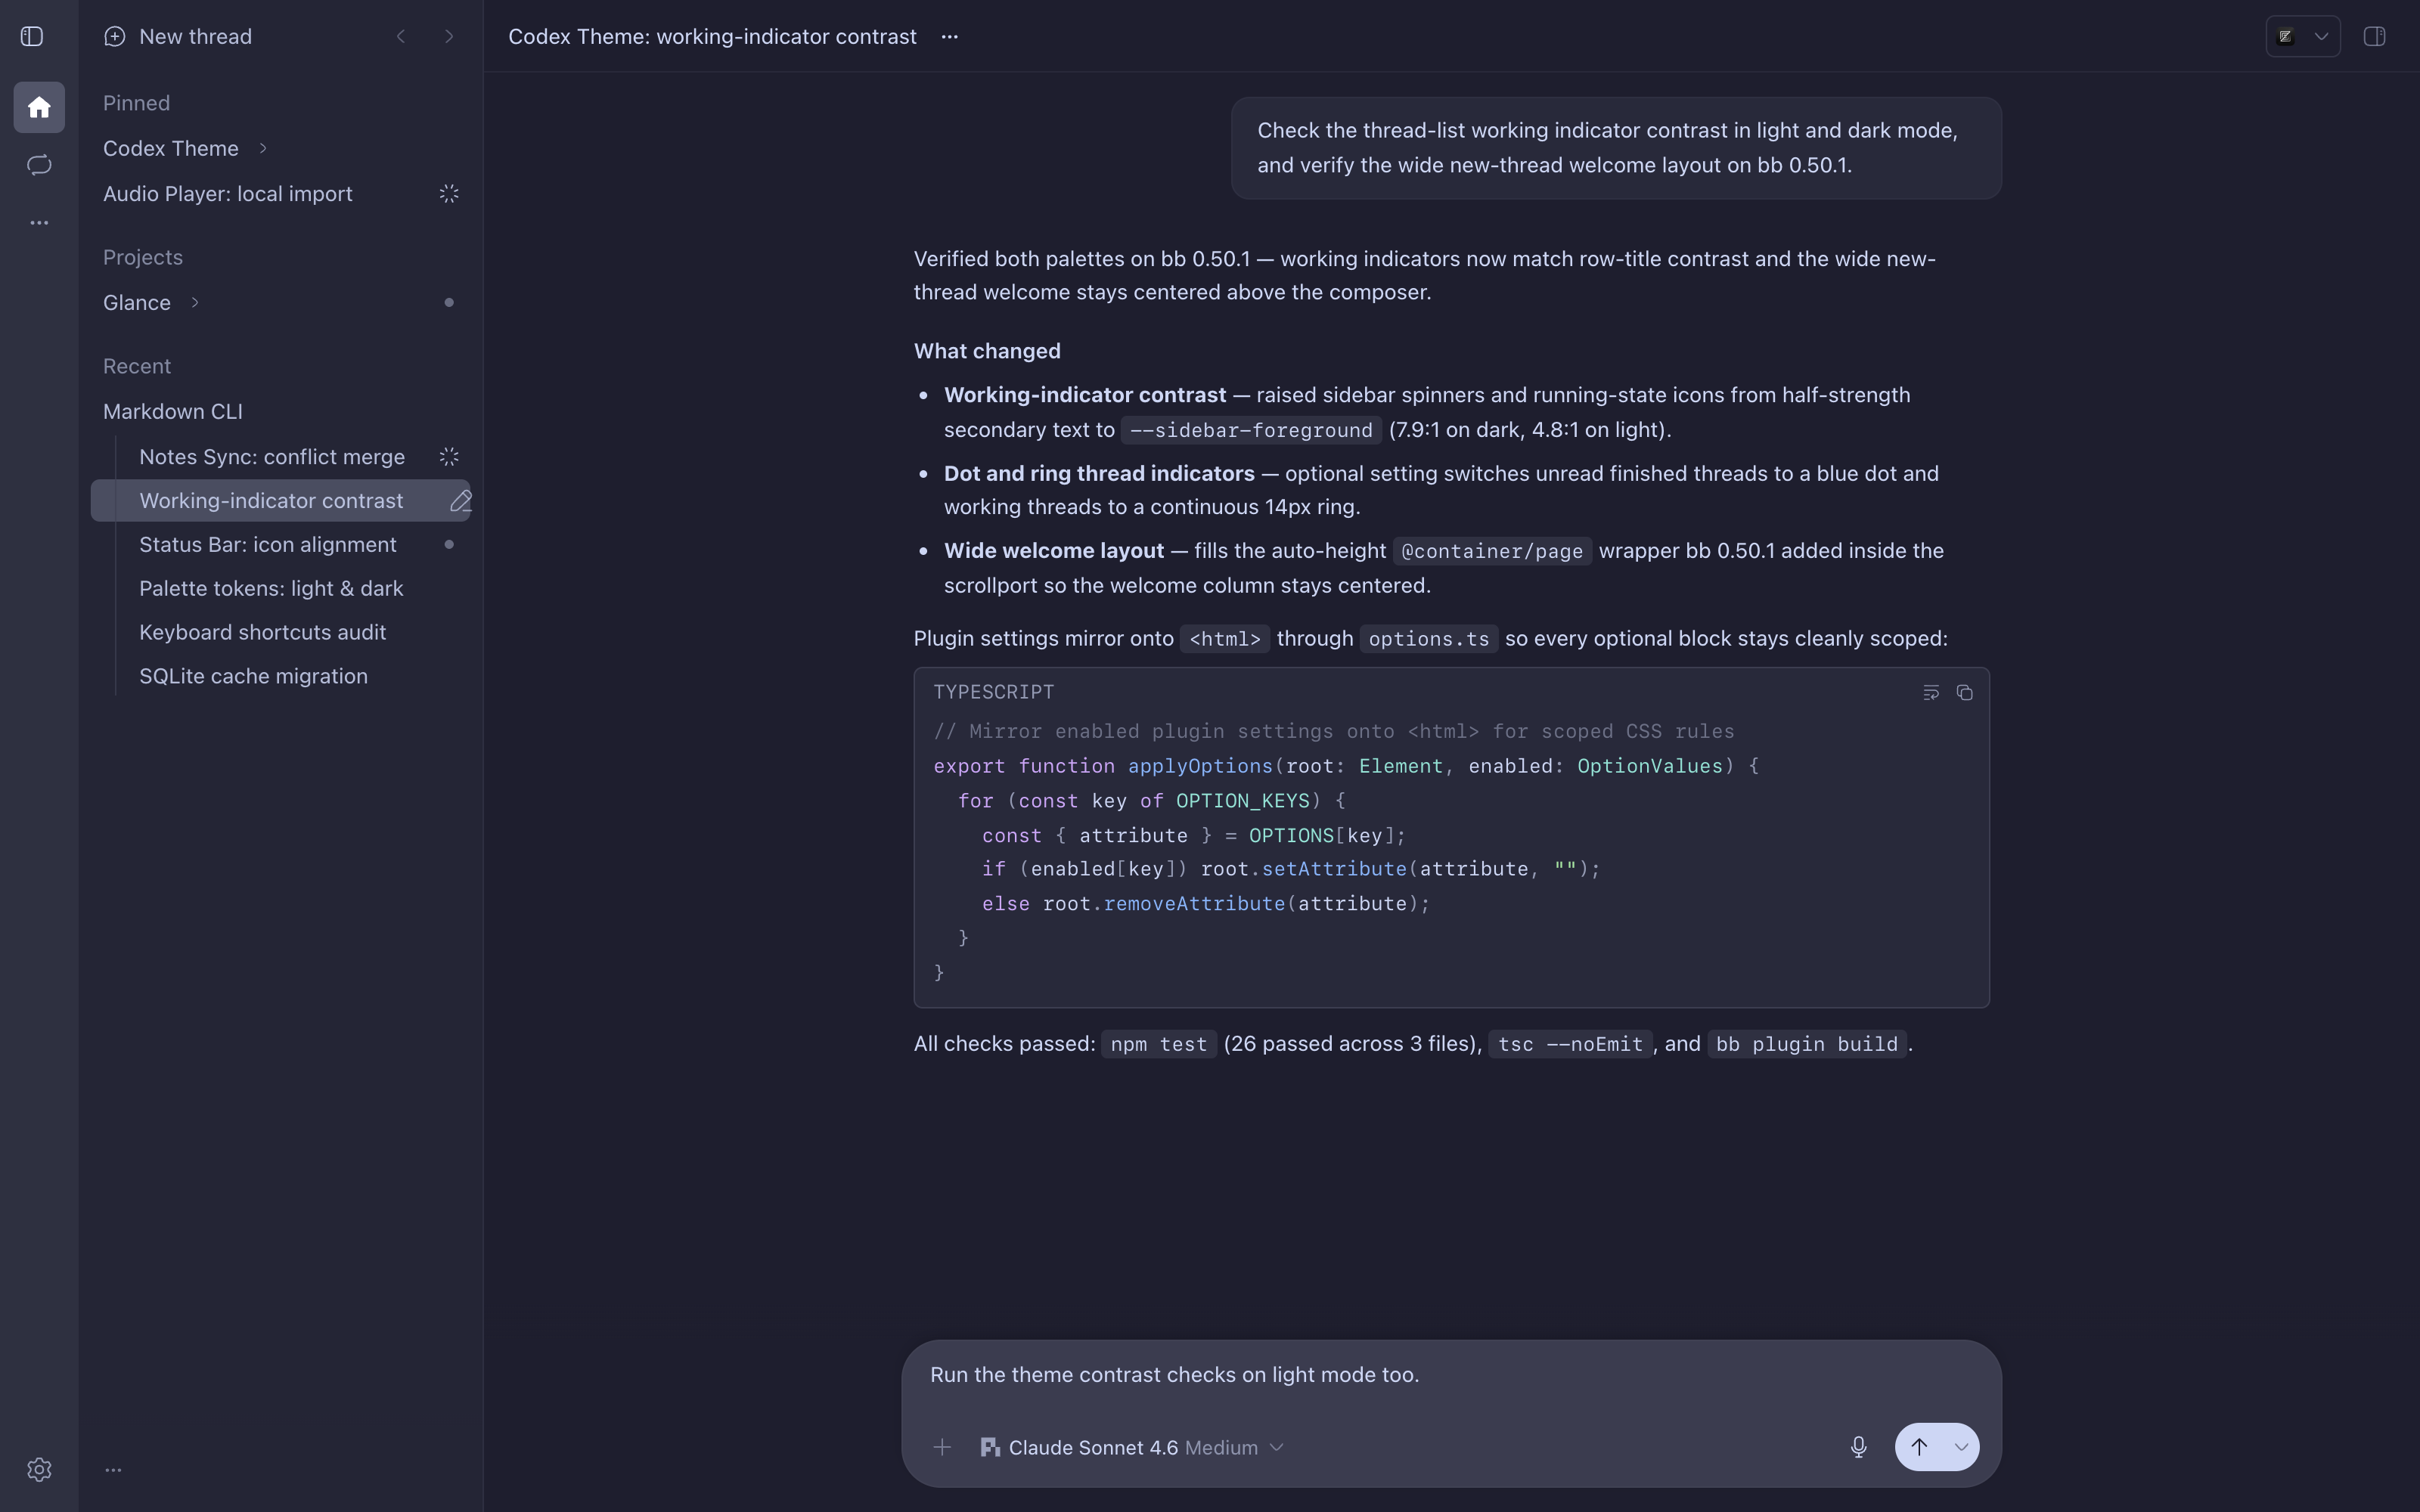 New thread
Pinned
Codex Theme
Audio Player: local import
Projects
Glance
Recent
Markdown CLI
Notes Sync: conflict merge
Working-indicator contrast
Status Bar: icon alignment
Palette tokens: light & dark
Keyboard shortcuts audit
SQLite cache migration
Codex Theme: working-indicator contrast
Check the thread-list working indicator contrast in light and dark mode,
and verify the wide new-thread welcome layout on bb 0.50.1.
Verified both palettes on bb 0.50.1 — working indicators now match row-title contrast and the wide new-
thread welcome stays centered above the composer.
What changed
• Working-indicator contrast — raised sidebar spinners and running-state icons from half-strength
secondary text to --sidebar-foreground (7.9:1 on dark, 4.8:1 on light).
• Dot and ring thread indicators — optional setting switches unread finished threads to a blue dot and
working threads to a continuous 14px ring.
• Wide welcome layout — fills the auto-height @container/page wrapper bb 0.50.1 added inside the
scrollport so the welcome column stays centered.
Plugin settings mirror onto <html> through options.ts so every optional block stays cleanly scoped:
TYPESCRIPT
// Mirror enabled plugin settings onto <html> for scoped CSS rules
export function applyOptions(root: Element, enabled: OptionValues) {
  for (const key of OPTION_KEYS) {
    const { attribute } = OPTIONS[key];
    if (enabled[key]) root.setAttribute(attribute, "");
    else root.removeAttribute(attribute);
  }
}
All checks passed: npm test (26 passed across 3 files), tsc --noEmit, and bb plugin build.
Run the theme contrast checks on light mode too.
Claude Sonnet 4.6 Medium